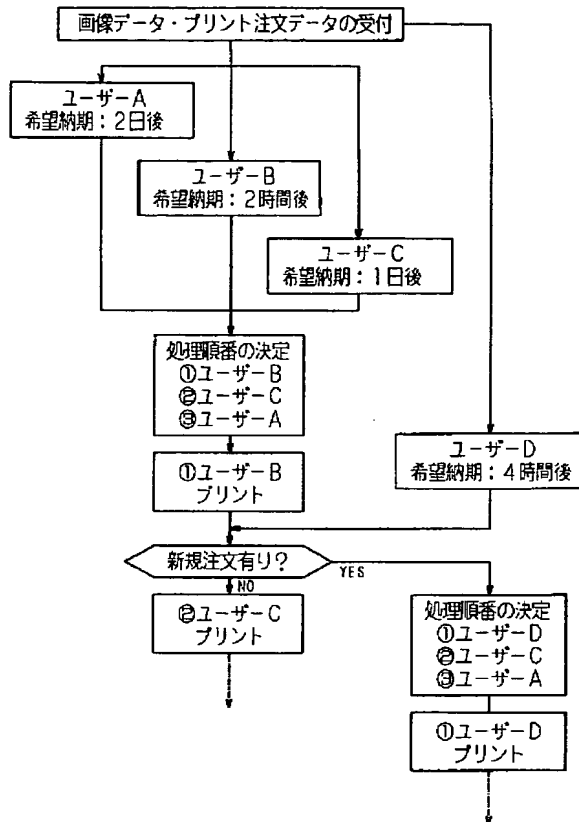 画像データ・プリント注文データの受付
ユーザーA
希望納期：2日後
ユーザーB
希望納期：2時間後
ユーザーC
希望納期：1日後
処理順番の決定
①ユーザーB
②ユーザーC
③ユーザーA
ユーザーD
希望納期：4時間後
①ユーザーB
プリント
新規注文有り？
YES
NO
②ユーザーC
プリント
処理順番の決定
①ユーザーD
②ユーザーC
③ユーザーA
①ユーザーD
プリント